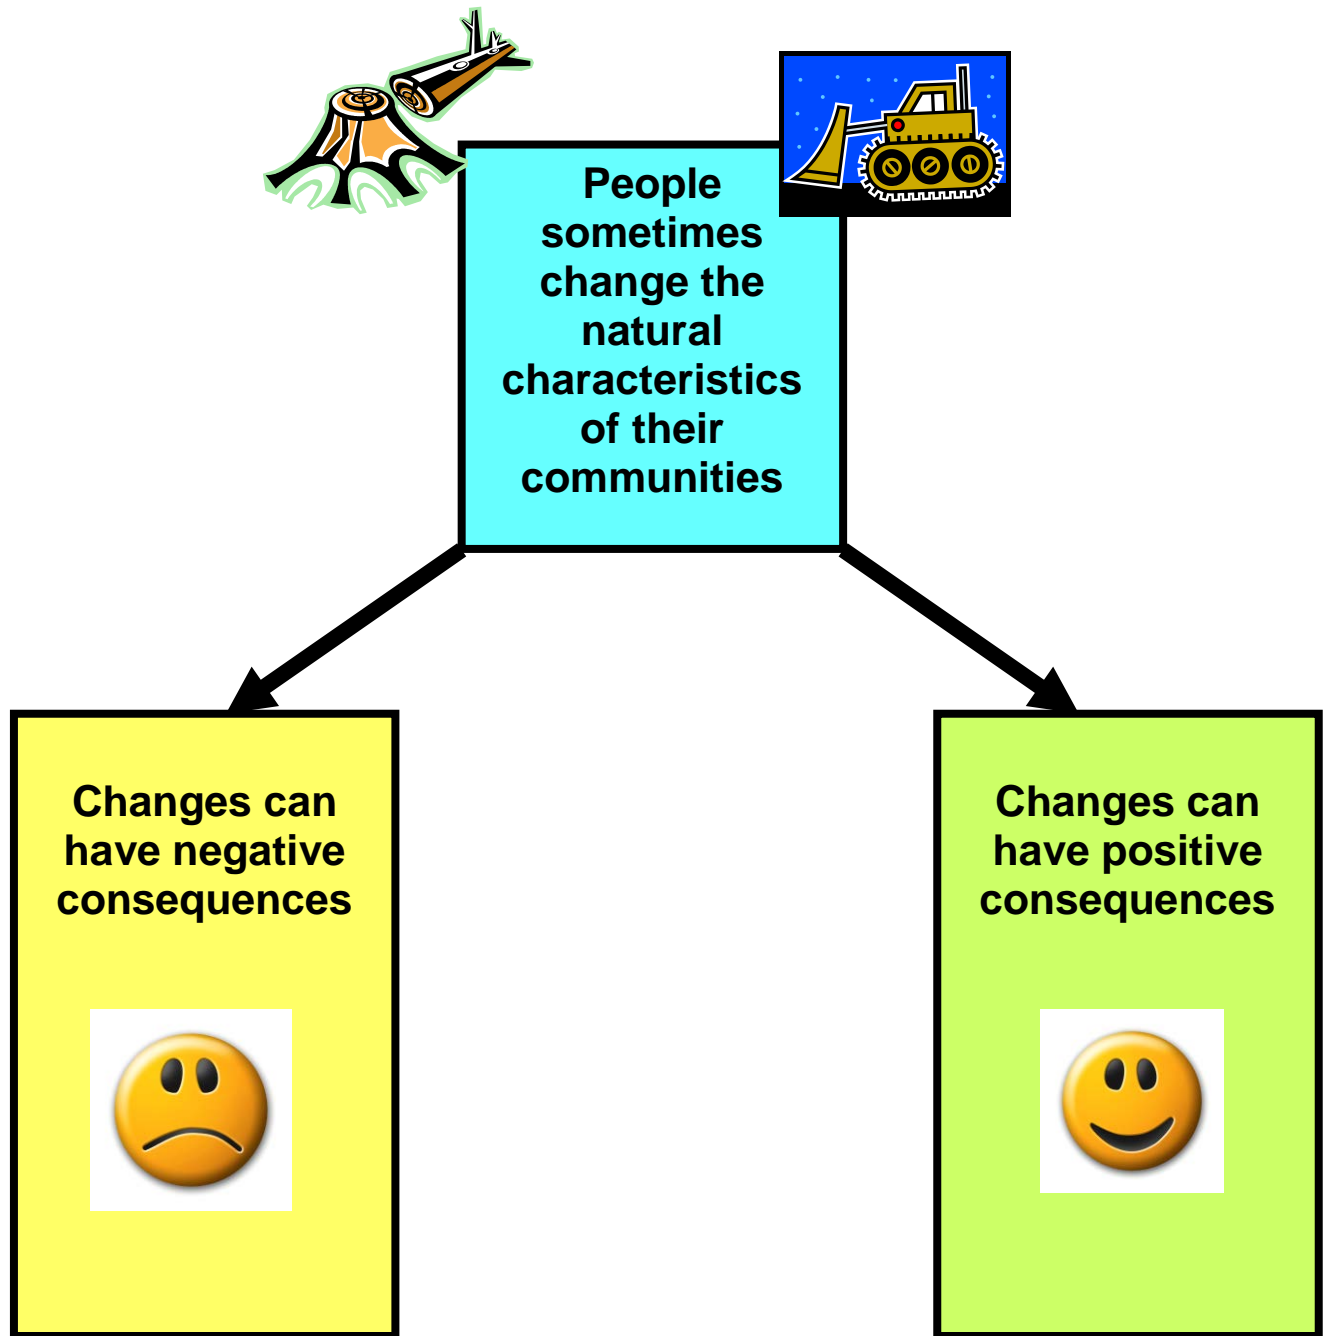 People
sometimes
change the
natural
characteristics
of their
communities
Changes can
have negative
consequences
Changes can
have positive
consequences